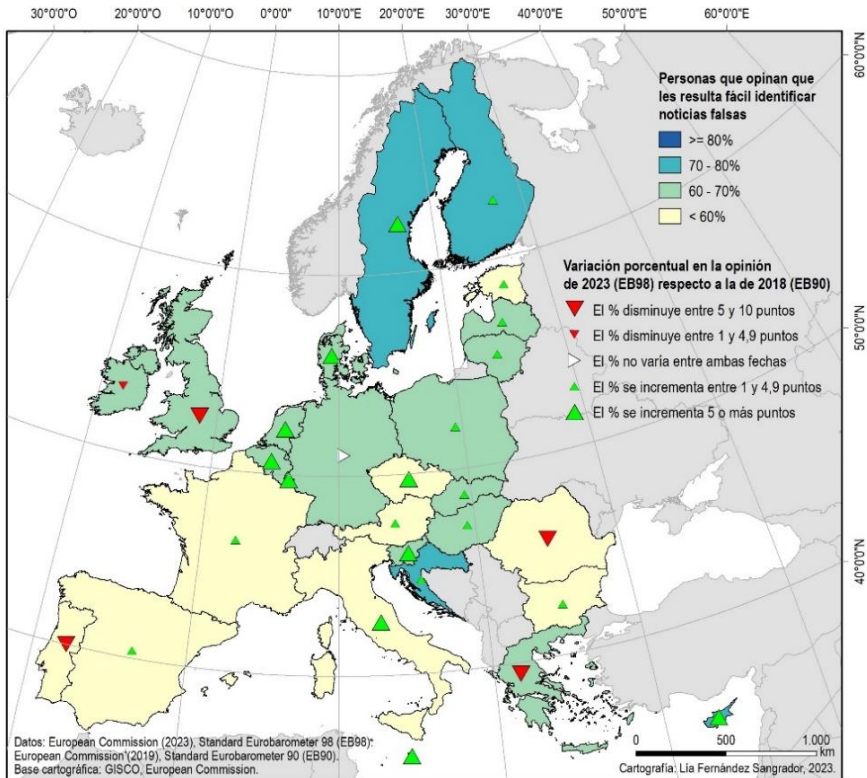 30°0'0"O
20°0'0"O
10°0'0"O
0°0'0"
10°0'0"E
20°0'0"E
30°0'0"E
40°0'0"E
50°0'0"E
60°0'0"E
60°0'0"N
50°0'0"N
40°0'0"N
Personas que opinan que
les resulta fácil identificar
noticias falsas
>= 80%
70 - 80%
60 - 70%
< 60%
Variación porcentual en la opinión
de 2023 (EB98) respecto a la de 2018 (EB90)
El % disminuye entre 5 y 10 puntos
El % disminuye entre 1 y 4,9 puntos
El % no varia entre ambas fechas
El % se incrementa entre 1 y 4,9 puntos
El % se incrementa 5 o más puntos
Datos: European Commission (2023), Standard Eurobarometer 98 (EB98):
European Commission'(2019), Standard Eurobarometer 90 (EB90).
Base cartográfica: GISCO, European Commission.
0 500 1.000
km
Cartografía: Lía Fernández Sangrador, 2023.